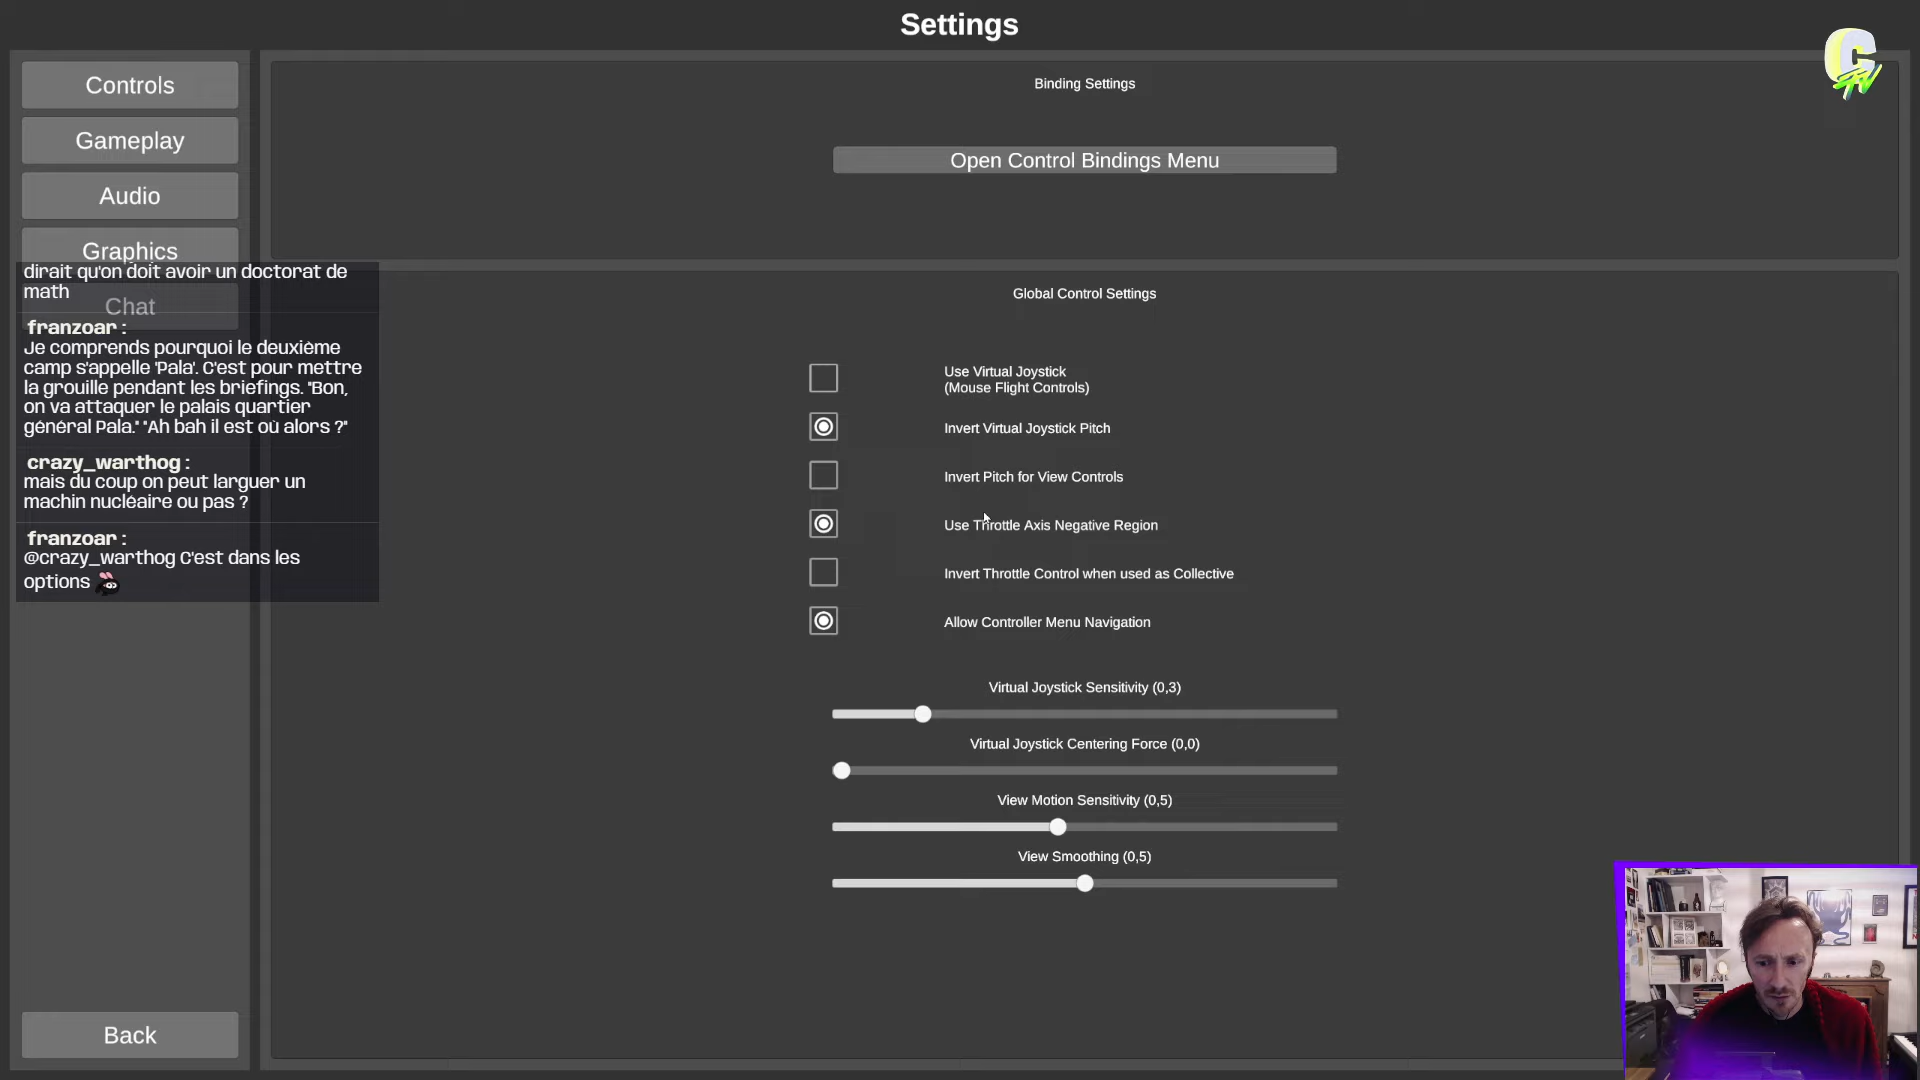 Settings
C
TV
Controls
Gameplay
Audio
Graphics
Chat
Back
dirait qu'on doit avoir un doctorat de
math
franzoar :
Je comprends pourquoi le deuxième
camp s'appelle 'Pala'. C'est pour mettre
la grouille pendant les briefings. "Bon,
on va attaquer le palais quartier
général Pala." "Ah bah il est où alors ?"
crazy_warthog :
mais du coup on peut larguer un
machin nucléaire ou pas ?
franzoar :
@crazy_warthog C'est dans les
options
Binding Settings
Open Control Bindings Menu
Global Control Settings
Use Virtual Joystick
(Mouse Flight Controls)
Invert Virtual Joystick Pitch
Invert Pitch for View Controls
Use Throttle Axis Negative Region
Invert Throttle Control when used as Collective
Allow Controller Menu Navigation
Virtual Joystick Sensitivity (0,3)
Virtual Joystick Centering Force (0,0)
View Motion Sensitivity (0,5)
View Smoothing (0,5)